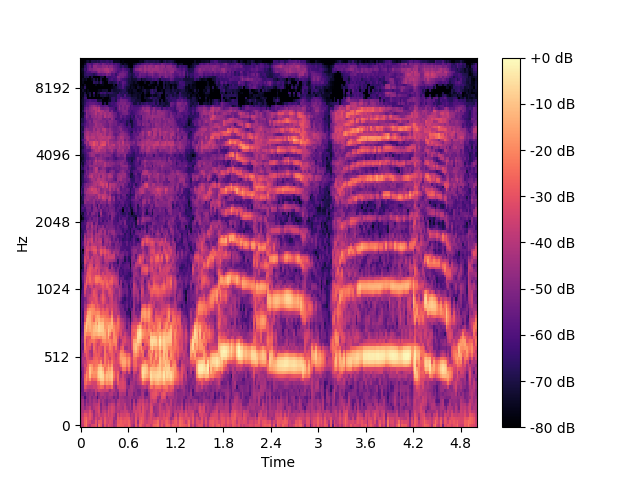 +0 dB
8192
-10 dB
4096
-20 dB
-30 dB
2048
Hz
-40 dB
1024
-50 dB
-60 dB
512
-70 dB
0
-80 dB
0 0.6 1.2 1.8 2.4 3 3.6 4.2 4.8
Time